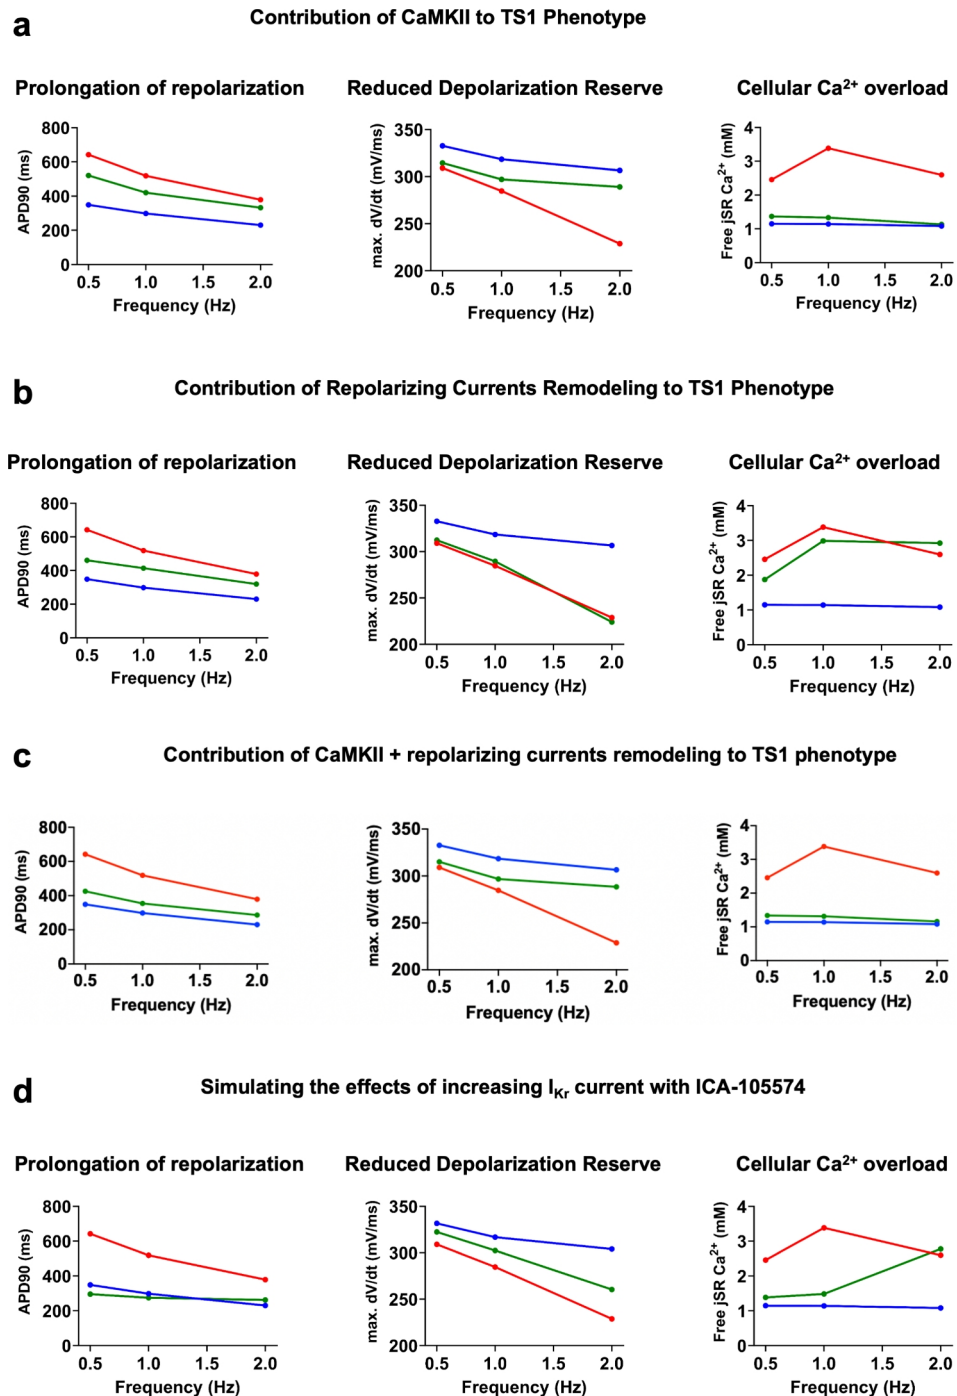 a
Contribution of CaMKII to TS1 Phenotype
Prolongation of repolarization
APD90 (ms)
800
600
400
200
0
0.5 1.0 1.5 2.0
Frequency (Hz)
Reduced Depolarization Reserve
max. dV/dt (mV/ms)
350
300
250
200
0.5 1.0 1.5 2.0
Frequency (Hz)
Cellular Ca²⁺ overload
Free jSR Ca²⁺ (mM)
4
3
2
1
0
0.5 1.0 1.5 2.0
Frequency (Hz)
b
Contribution of Repolarizing Currents Remodeling to TS1 Phenotype
Prolongation of repolarization
APD90 (ms)
800
600
400
200
0
0.5 1.0 1.5 2.0
Frequency (Hz)
Reduced Depolarization Reserve
max. dV/dt (mV/ms)
350
300
250
200
0.5 1.0 1.5 2.0
Frequency (Hz)
Cellular Ca²⁺ overload
Free jSR Ca²⁺ (mM)
4
3
2
1
0
0.5 1.0 1.5 2.0
Frequency (Hz)
c
Contribution of CaMKII + repolarizing currents remodeling to TS1 phenotype
APD90 (ms)
800
600
400
200
0
0.5 1.0 1.5 2.0
Frequency (Hz)
max. dV/dt (mV/ms)
350
300
250
200
0.5 1.0 1.5 2.0
Frequency (Hz)
Free jSR Ca²⁺ (mM)
4
3
2
1
0
0.5 1.0 1.5 2.0
Frequency (Hz)
d
Simulating the effects of increasing I_Kr current with ICA-105574
Prolongation of repolarization
APD90 (ms)
800
600
400
200
0
0.5 1.0 1.5 2.0
Frequency (Hz)
Reduced Depolarization Reserve
max. dV/dt (mV/ms)
350
300
250
200
0.5 1.0 1.5 2.0
Frequency (Hz)
Cellular Ca²⁺ overload
Free jSR Ca²⁺ (mM)
4
3
2
1
0
0.5 1.0 1.5 2.0
Frequency (Hz)